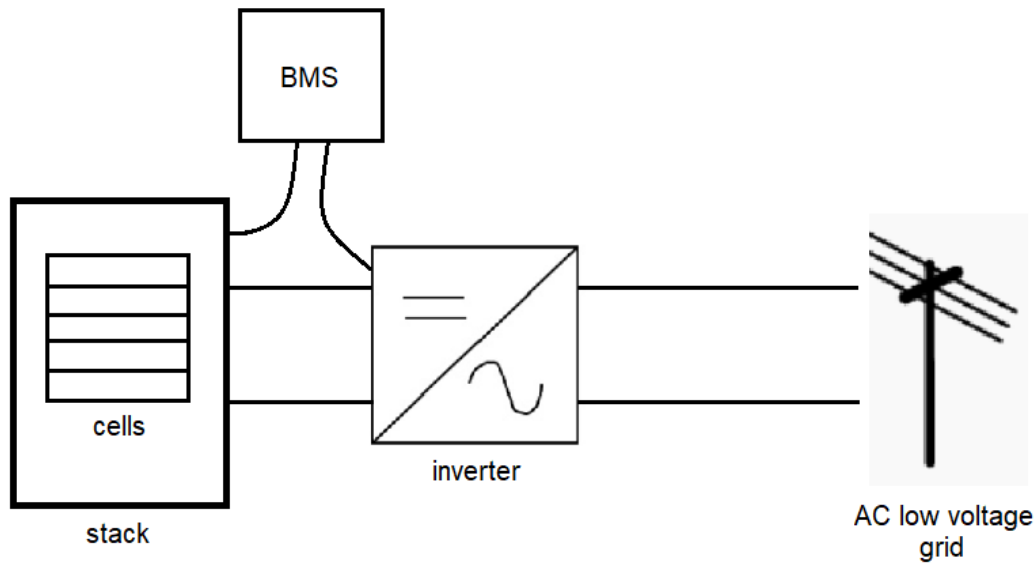 BMS
cells
inverter
stack
AC low voltage
grid